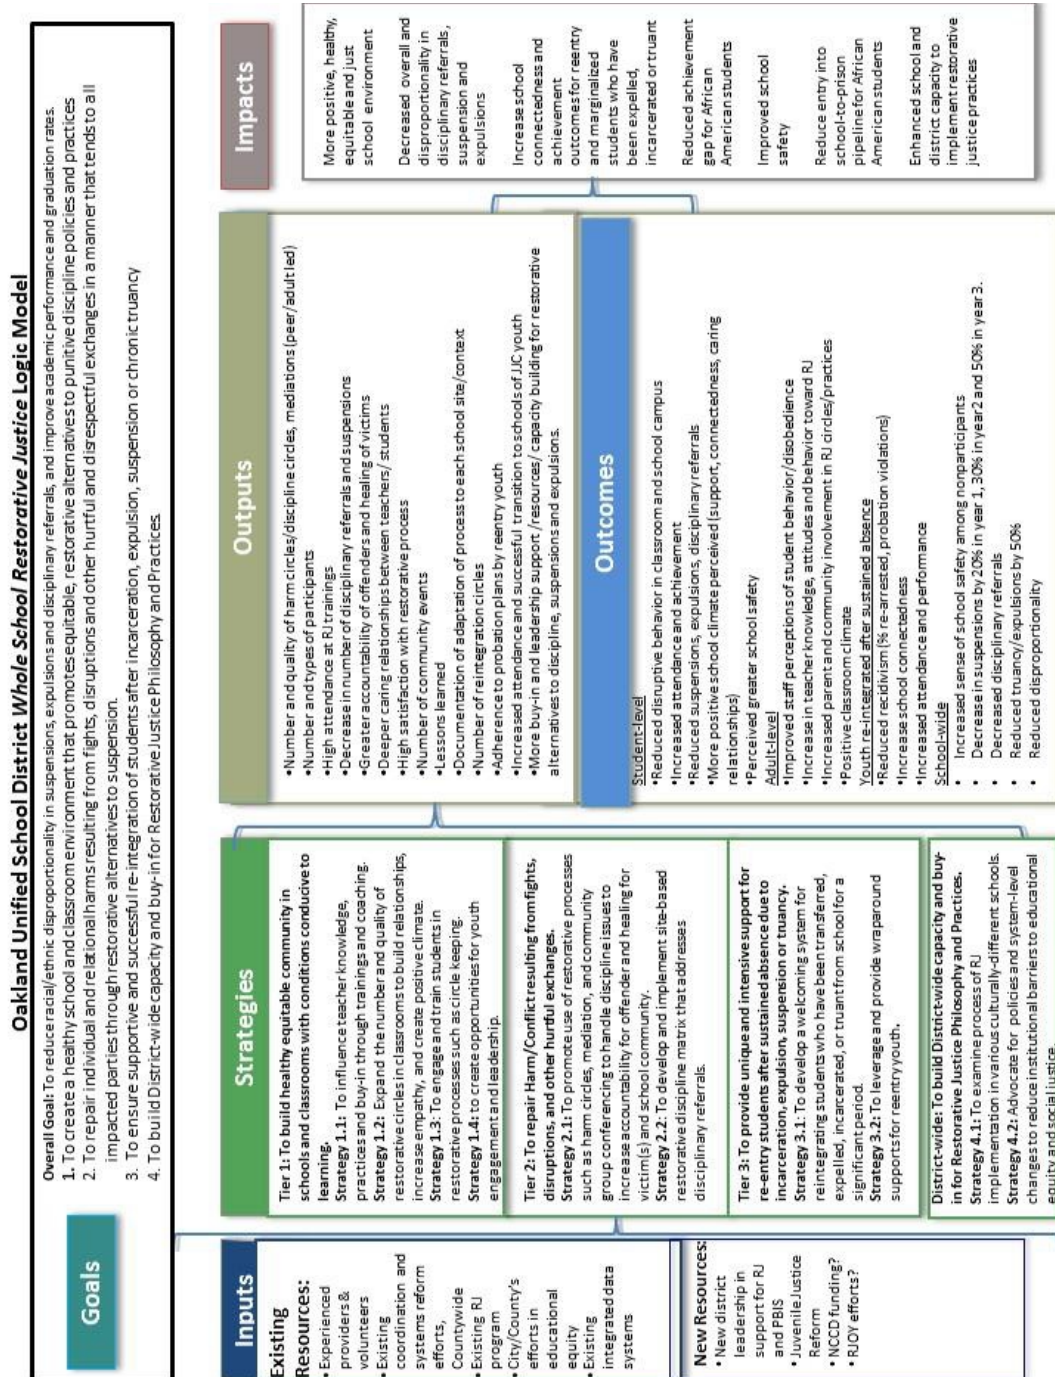 Oakland Unified School District Whole School Restorative Justice Logic Model
Goals
Overall Goal: To reduce racial/ethnic disproportionality in suspensions, expulsions and disciplinary referrals, and improve academic performance and graduation rates.
1. To create a healthy school and classroom environment that promotes equitable, restorative alternatives to punitive discipline policies and practices
2. To repair individual and relational harms resulting from fights, disruptions and other hurtful and disrespectful exchanges in a manner that tends to all
impacted parties through restorative alternatives to suspension.
3. To ensure supportive and successful re-integration of students after incarceration, expulsion, suspension or chronic truancy
4. To build District-wide capacity and buy-in for Restorative Justice Philosophy and Practices.
Inputs
Existing
Resources:
• Experienced
providers &
volunteers
• Existing
coordination and
systems reform
efforts,
Countywide
• Existing RJ
program
• City/County's
efforts in
educational
equity
• Existing
integrated data
systems
New Resources:
• New district
leadership in
support for RJ
and PBIS
• Juvenile Justice
Reform
• NCCD funding?
• RJOY efforts?
Strategies
Tier 1: To build healthy equitable community in
schools and classrooms with conditions conducive to
learning.
Strategy 1.1: To influence teacher knowledge,
practices and buy-in through trainings and coaching.
Strategy 1.2: Expand the number and quality of
restorative circles in classrooms to build relationships,
increase empathy, and create positive climate.
Strategy 1.3: To engage and train students in
restorative processes such as circle keeping.
Strategy 1.4: to create opportunities for youth
engagement and leadership.
Tier 2: To repair Harm/Conflict resulting from fights,
disruptions, and other hurtful exchanges.
Strategy 2.1: To promote use of restorative processes
such as harm circles, mediation, and community
group conferencing to handle discipline issues to
increase accountability for offender and healing for
victim(s) and school community.
Strategy 2.2: To develop and implement site-based
restorative discipline matrix that addresses
disciplinary referrals.
Tier 3: To provide unique and intensive support for
re-entry students after sustained absence due to
incarceration, expulsion, suspension or truancy.
Strategy 3.1: To develop a welcoming system for
reintegrating students who have been transferred,
expelled, incarcerated, or truant from school for a
significant period.
Strategy 3.2: To leverage and provide wraparound
supports for reentry youth.
District-wide: To build District-wide capacity and buy-
in for Restorative Justice Philosophy and Practices.
Strategy 4.1: To examine process of RJ
implementation in various culturally-different schools.
Strategy 4.2: Advocate for policies and system-level
changes to reduce institutional barriers to educational
equity and social justice.
Outputs
•Number and quality of harm circles/discipline circles, mediations (peer/adult led)
•Number and types of participants
•High attendance at RJ trainings
•Decrease in number of disciplinary referrals and suspensions
•Greater accountability of offenders and healing of victims
•Deeper caring relationships between teachers/ students
•High satisfaction with restorative process
•Number of community events
•Lessons learned
•Documentation of adaptation of process to each school site/context
•Number of reintegration circles
•Adherence to probation plans by reentry youth
•Increased attendance and successful transition to schools of JJC youth
•More buy-in and leadership support /resources/ capacity building for restorative
alternatives to discipline, suspensions and expulsions.
Outcomes
Student-level
•Reduced disruptive behavior in classroom and school campus
•Increased attendance and achievement
•Reduced suspensions, expulsions, disciplinary referrals
•More positive school climate perceived (support, connectedness, caring
relationships)
•Perceived greater school safety
Adult-level
•Improved staff perceptions of student behavior/disobedience
•Increase in teacher knowledge, attitudes and behavior toward RJ
•Increased parent and community involvement in RJ circles/practices
•Positive classroom climate
Youth re-integrated after sustained absence
•Reduced recidivism (% re-arrested, probation violations)
•Increase school connectedness
•Increased attendance and performance
School-wide
• Increased sense of school safety among nonparticipants
• Decrease in suspensions by 20% in year 1, 30% in year2 and 50% in year 3.
• Decreased disciplinary referrals
• Reduced truancy/expulsions by 50%
• Reduced disproportionality
Impacts
More positive, healthy,
equitable and just
school environment
Decreased overall and
disproportionality in
disciplinary referrals,
suspension and
expulsions
Increase school
connectedness and
achievement
outcomes for reentry
and marginalized
students who have
been expelled,
incarcerated or truant
Reduced achievement
gap for African
American students
Improved school
safety
Reduce entry into
school-to-prison
pipeline for African
American students
Enhanced school and
district capacity to
implement restorative
justice practices